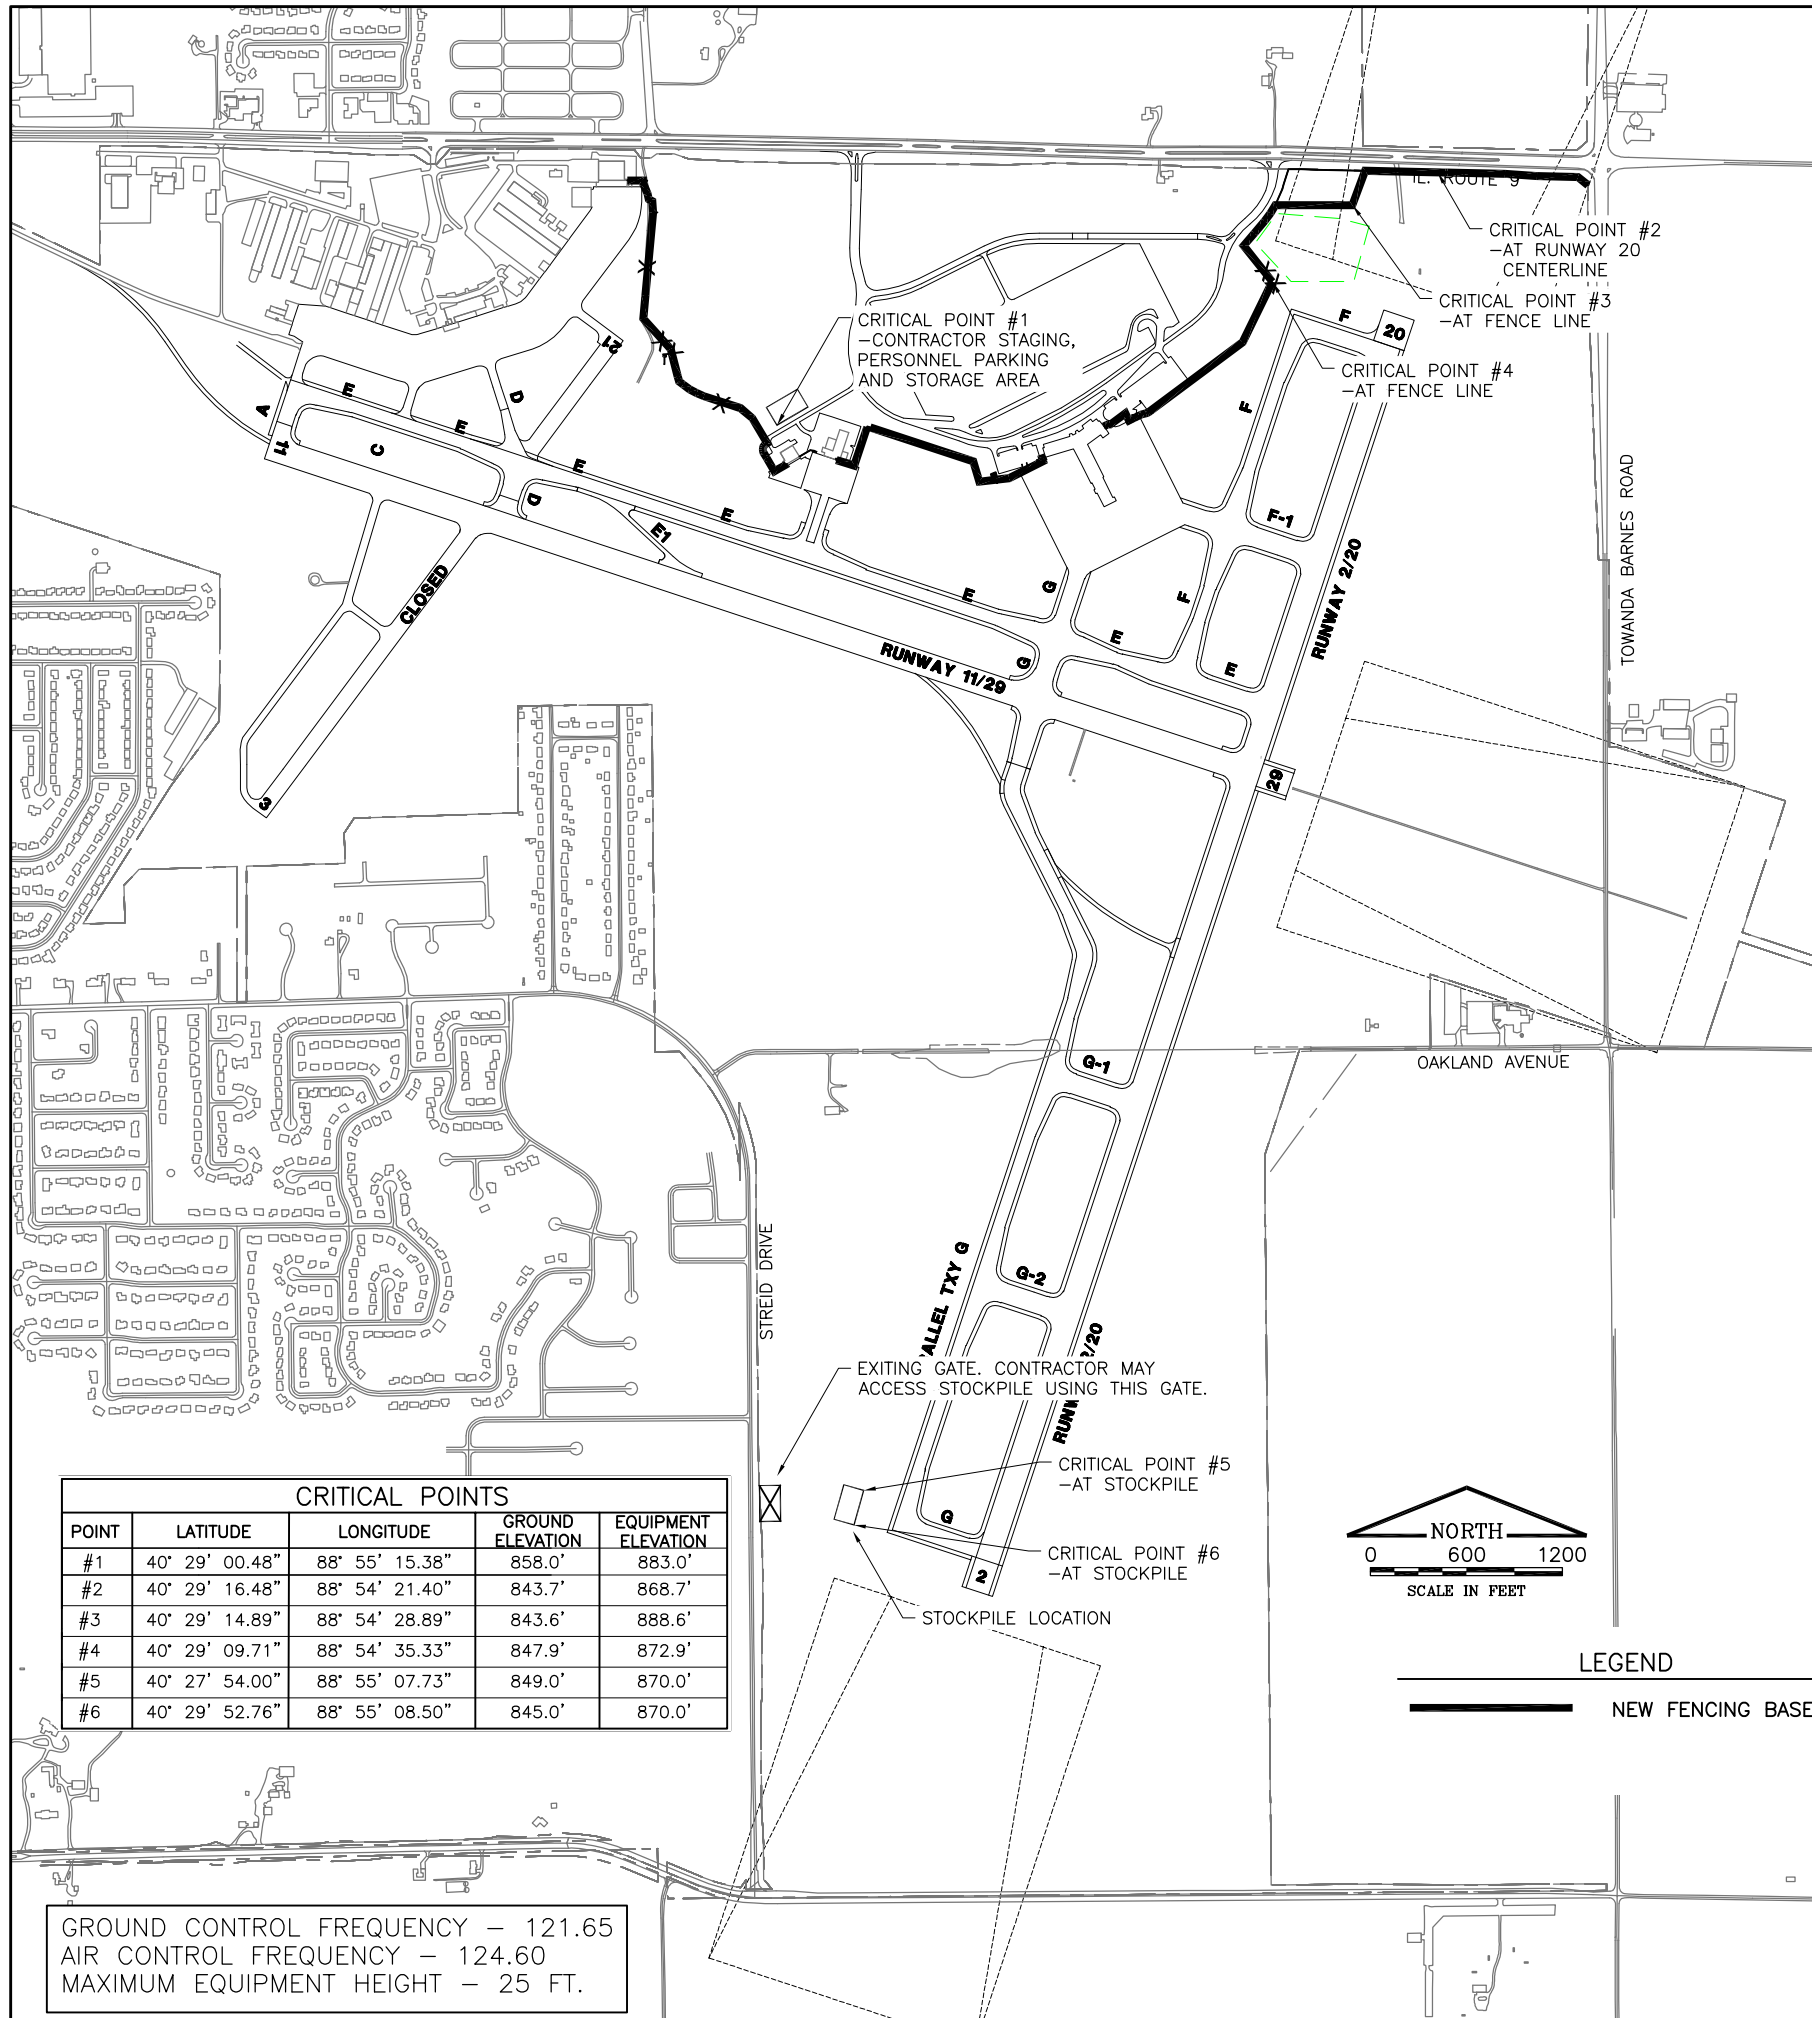 IL. ROUTE 9
CRITICAL POINT #2
-AT RUNWAY 20
CENTERLINE
CRITICAL POINT #3
-AT FENCE LINE
CRITICAL POINT #4
-AT FENCE LINE
CRITICAL POINT #1
-CONTRACTOR STAGING,
PERSONNEL PARKING
AND STORAGE AREA
F
20
21
E
D
A
E
F
11
C
E
D
E
E1
F-1
TOWANDA BARNES ROAD
RUNWAY 2/20
CLOSED
E
G
F
E
G
E
RUNWAY 11/29
29
3
OAKLAND AVENUE
G-1
STREID DRIVE
G-2
ALLEL TXY G
RUNW
2/20
EXITING GATE. CONTRACTOR MAY
ACCESS STOCKPILE USING THIS GATE.
CRITICAL POINT #5
-AT STOCKPILE
G
CRITICAL POINT #6
-AT STOCKPILE
2
STOCKPILE LOCATION
CRITICAL POINTS
POINT LATITUDE LONGITUDE GROUND ELEVATION EQUIPMENT ELEVATION
#1 40° 29' 00.48" 88° 55' 15.38" 858.0' 883.0'
#2 40° 29' 16.48" 88° 54' 21.40" 843.7' 868.7'
#3 40° 29' 14.89" 88° 54' 28.89" 843.6' 888.6'
#4 40° 29' 09.71" 88° 54' 35.33" 847.9' 872.9'
#5 40° 27' 54.00" 88° 55' 07.73" 849.0' 870.0'
#6 40° 29' 52.76" 88° 55' 08.50" 845.0' 870.0'
NORTH
0 600 1200
SCALE IN FEET
LEGEND
NEW FENCING BASE
GROUND CONTROL FREQUENCY - 121.65
AIR CONTROL FREQUENCY - 124.60
MAXIMUM EQUIPMENT HEIGHT - 25 FT.